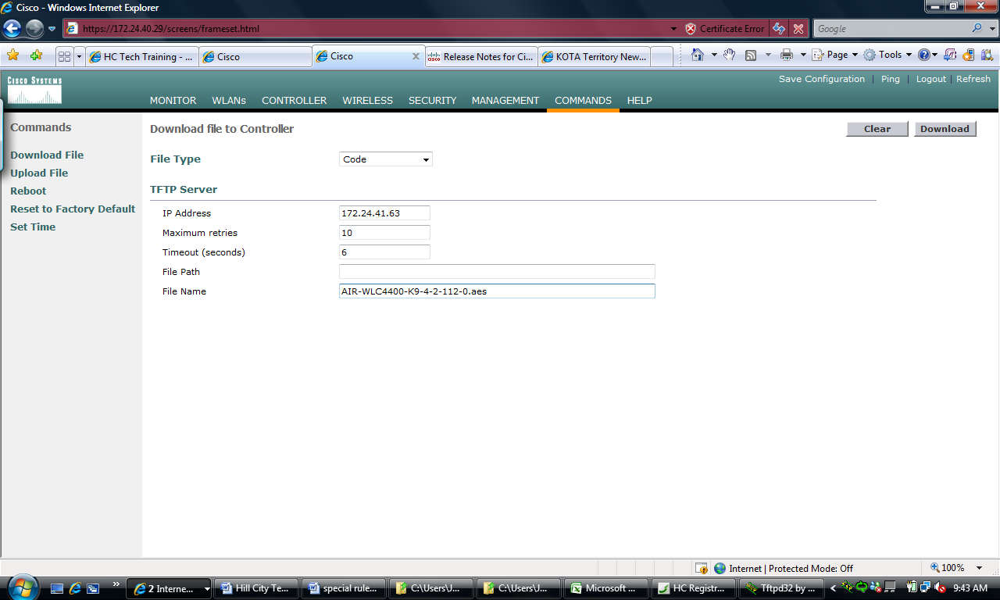 Cisco - Windows Internet Explorer
https://172.24.40.29/screens/frameset.html
Certificate Error
Google
HC Tech Training - ...
Cisco
Cisco
Release Notes for Ci...
KOTA Territory New...
Page
Tools
CISCO SYSTEMS
Save Configuration | Ping | Logout | Refresh
MONITOR WLANs CONTROLLER WIRELESS SECURITY MANAGEMENT COMMANDS HELP
Commands
Download File
Upload File
Reboot
Reset to Factory Default
Set Time
Download file to Controller
Clear
Download
File Type
Code
TFTP Server
IP Address
172.24.41.63
Maximum retries
10
Timeout (seconds)
6
File Path
File Name
AIR-WLC4400-K9-4-2-112-0.aes
Internet | Protected Mode: Off
100%
2 Interne...
Hill City Te...
special rule...
C:\Users\J...
C:\Users\J...
Microsoft ...
HC Registr...
Tftpd32 by ...
9:43 AM